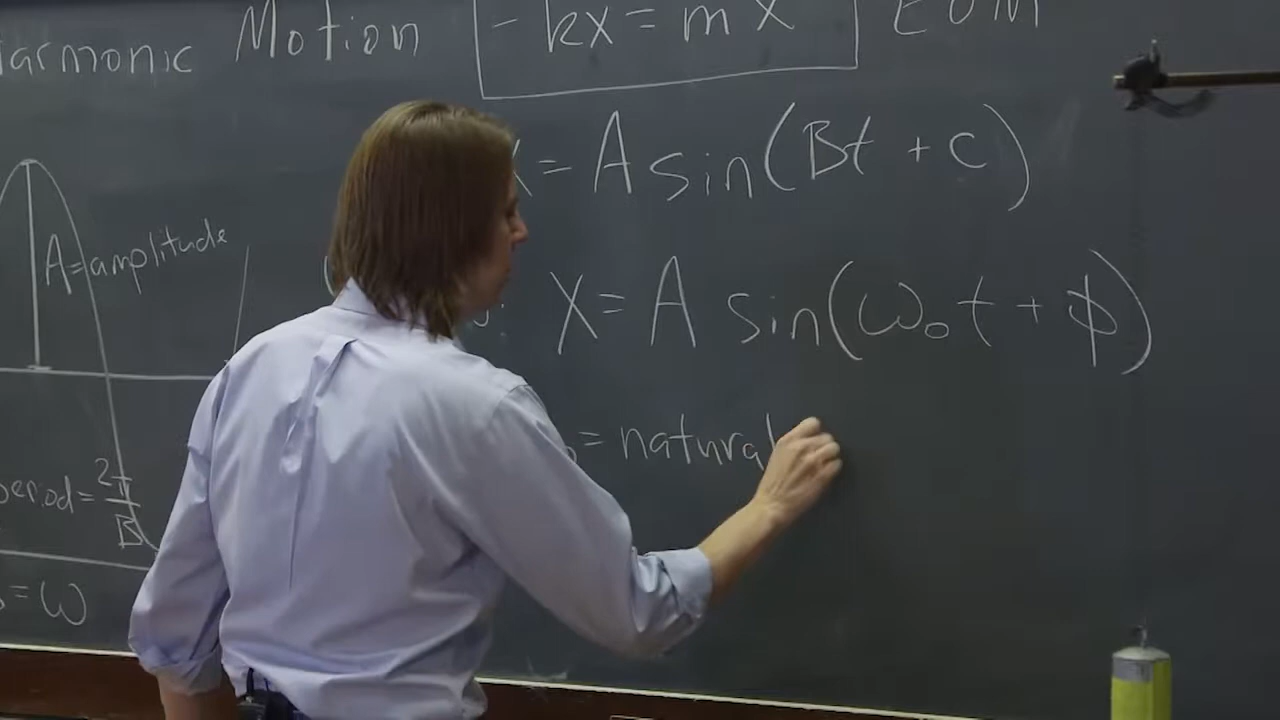 armonic Motion
-kx = mẍ EOM
x = A sin(Bt + c)
A = amplitude
x = A sin(ω₀t + φ)
= natural
period = 2π/B
= ω